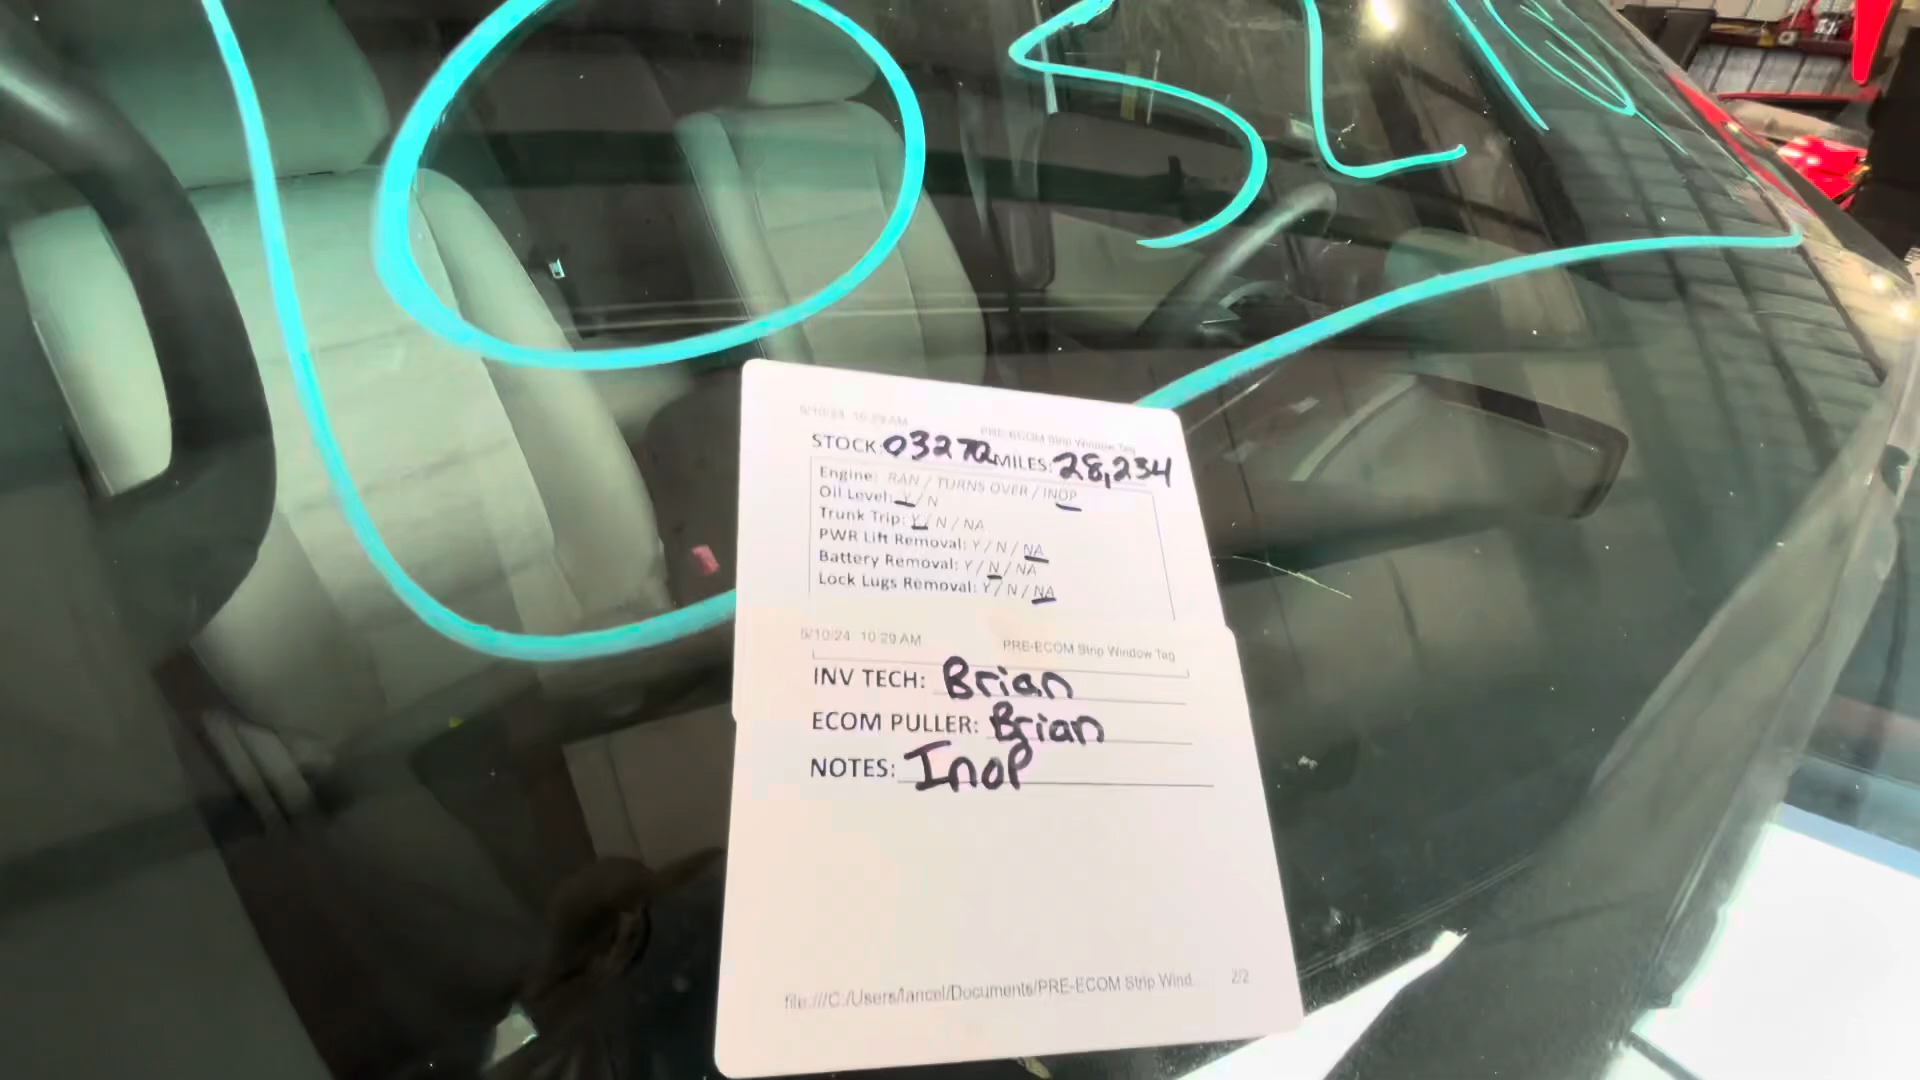 5/10/24 10:29 AM PRE-ECOM Strip Window Tag
STOCK: 03272 MILES: 28,234
Engine: RAN / TURNS OVER / INOP
Oil Level: Y / N
Trunk Trip: Y / N / NA
PWR Lift Removal: Y / N / NA
Battery Removal: Y / N / NA
Lock Lugs Removal: Y / N / NA
5/10/24 10:29 AM PRE-ECOM Strip Window Tag
INV TECH: Brian
ECOM PULLER: Brian
NOTES: Inop
file:///C:/Users/lancel/Documents/PRE-ECOM Strip Wind... 2/2